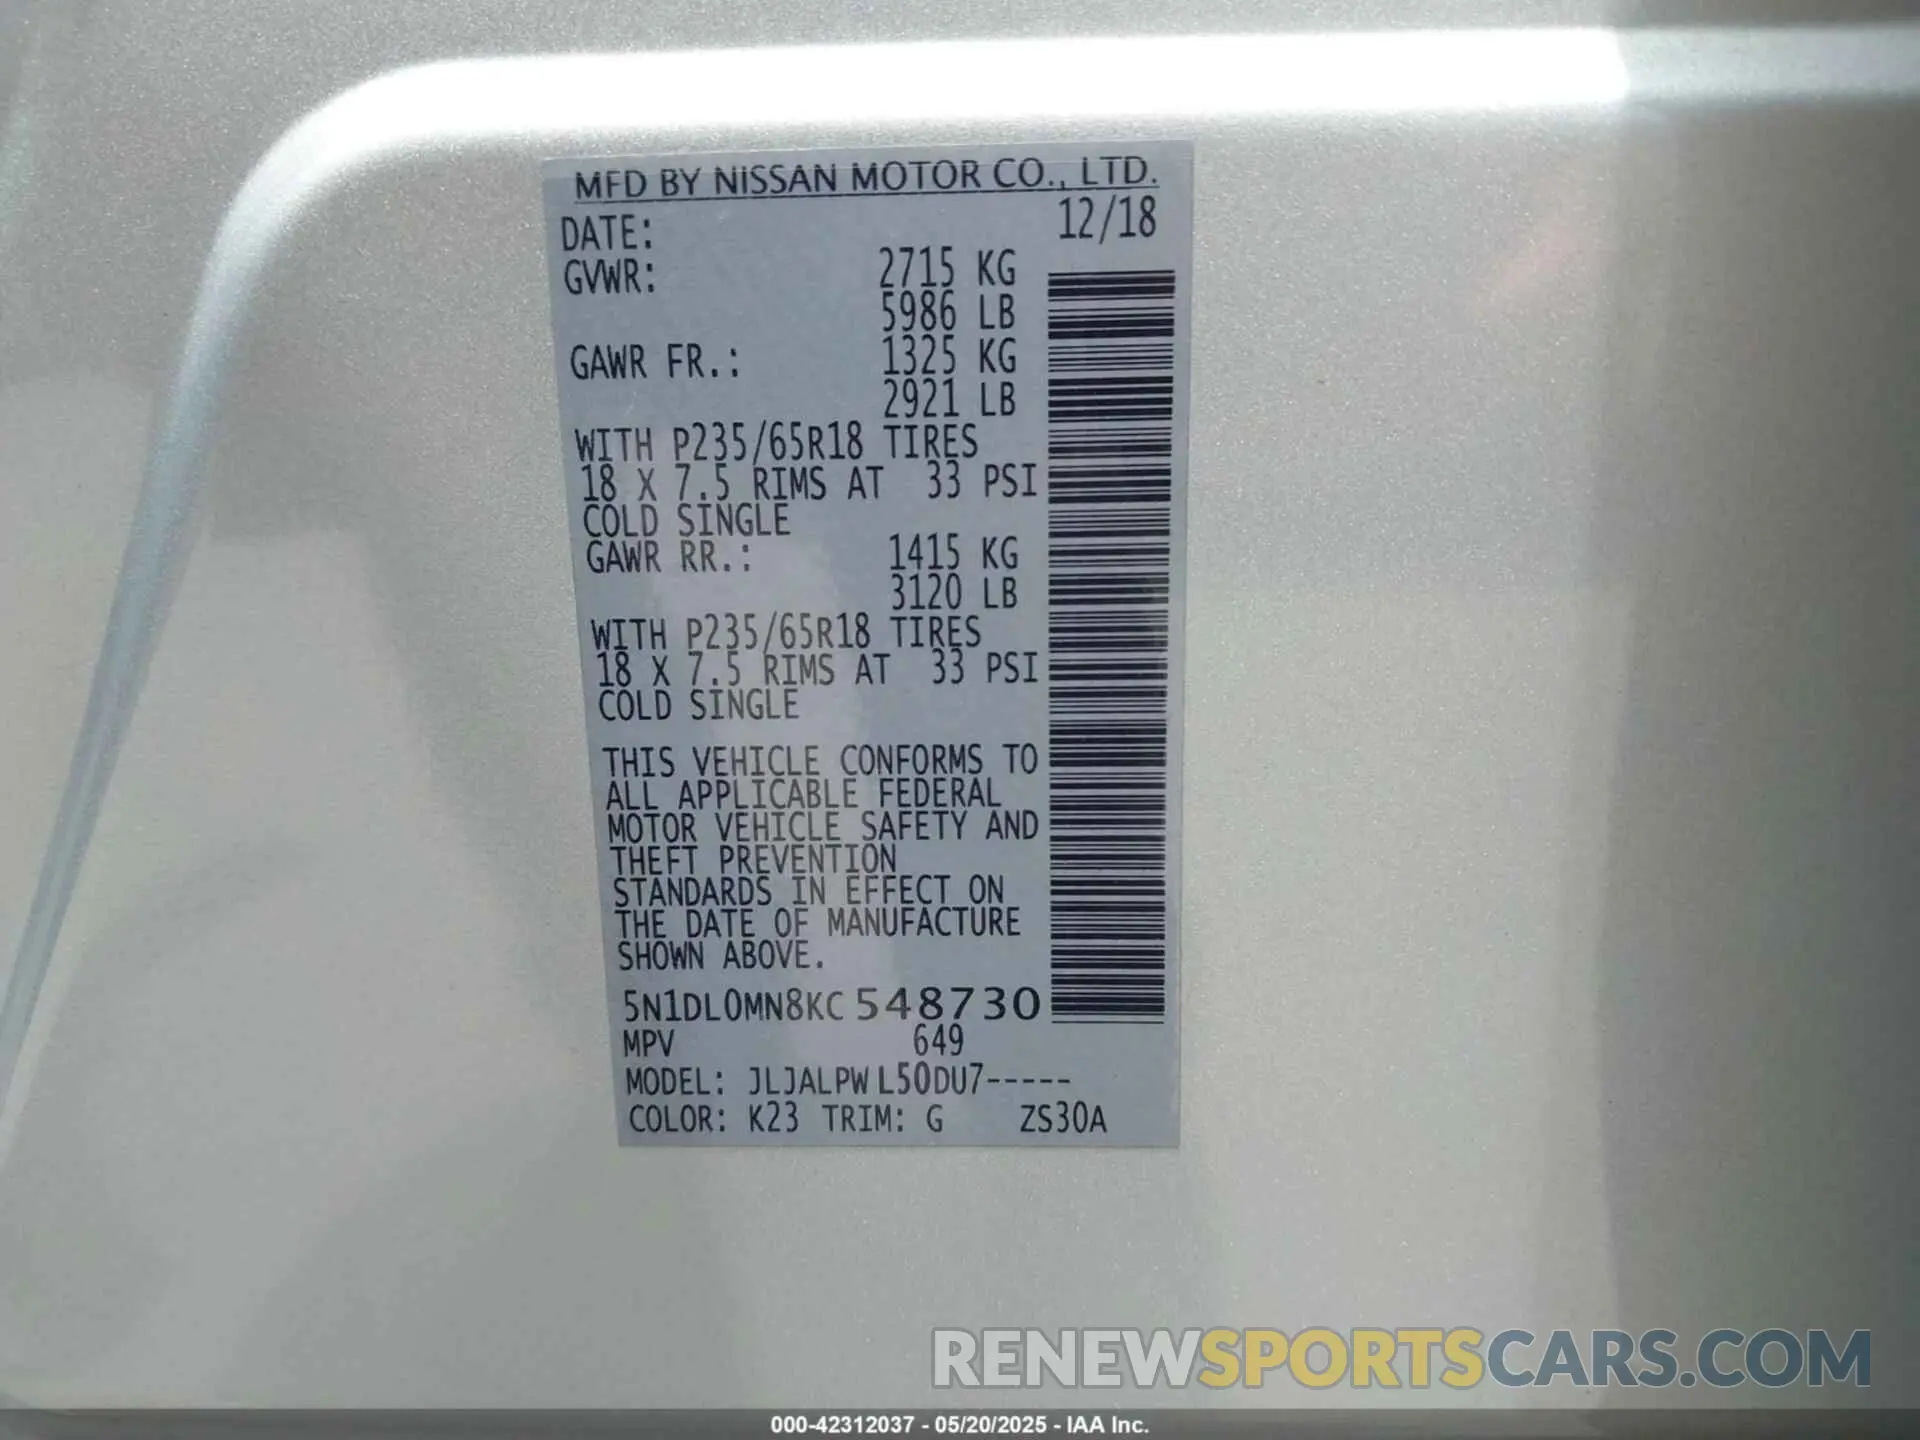 MFD BY NISSAN MOTOR CO., LTD.
DATE: 12/18
GVWR: 2715 KG
5986 LB
GAWR FR.: 1325 KG
2921 LB
WITH P235/65R18 TIRES
18 X 7.5 RIMS AT 33 PSI
COLD SINGLE
GAWR RR.: 1415 KG
3120 LB
WITH P235/65R18 TIRES
18 X 7.5 RIMS AT 33 PSI
COLD SINGLE
THIS VEHICLE CONFORMS TO
ALL APPLICABLE FEDERAL
MOTOR VEHICLE SAFETY AND
THEFT PREVENTION
STANDARDS IN EFFECT ON
THE DATE OF MANUFACTURE
SHOWN ABOVE.
5N1DL0MN8KC548730
MPV 649
MODEL: JLJALPWL50DU7-----
COLOR: K23 TRIM: G ZS30A
RENEWSPORTSCARS.COM
000-42312037 - 05/20/2025 - IAA Inc.